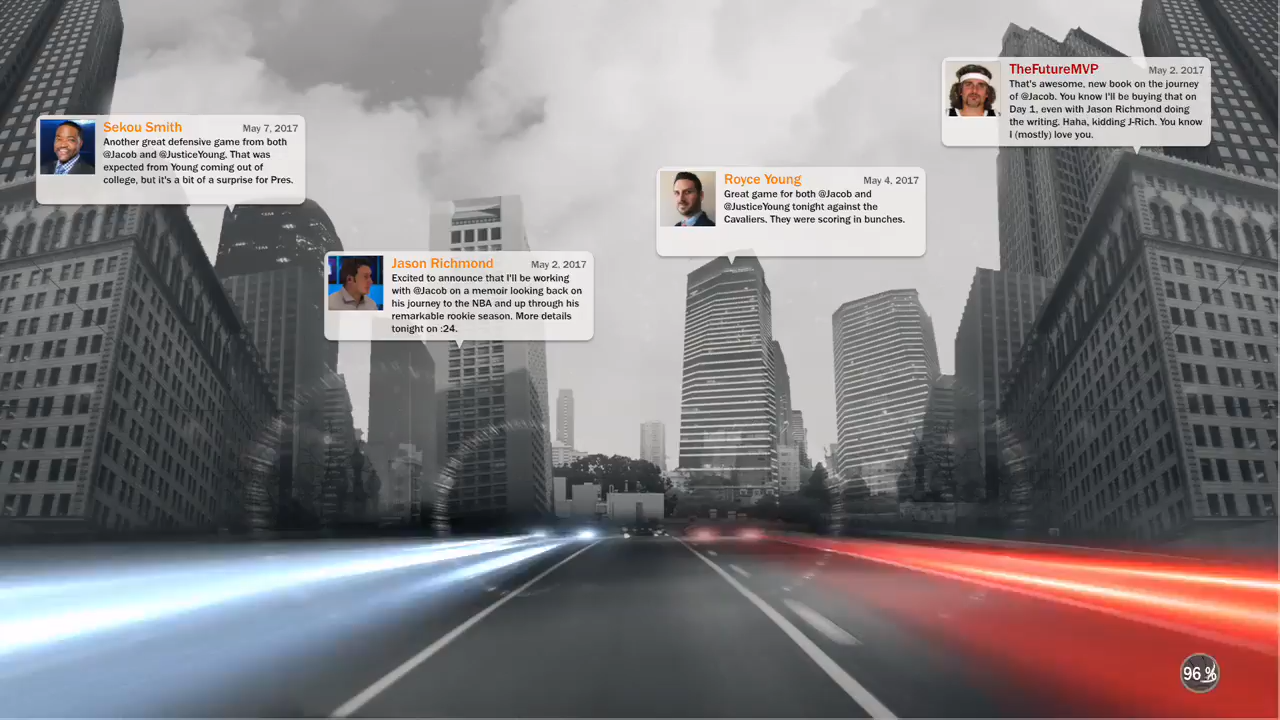 TheFutureMVP May 2, 2017
That's awesome, new book on the journey
of @Jacob. You know I'll be buying that on
Day 1, even with Jason Richmond doing
the writing. Haha, kidding J-Rich. You know
I (mostly) love you.
Sekou Smith May 7, 2017
Another great defensive game from both
@Jacob and @JusticeYoung. That was
expected from Young coming out of
college, but it's a bit of a surprise for Pres.
Royce Young May 4, 2017
Great game for both @Jacob and
@JusticeYoung tonight against the
Cavaliers. They were scoring in bunches.
Jason Richmond May 2, 2017
Excited to announce that I'll be working
with @Jacob on a memoir looking back on
his journey to the NBA and up through his
remarkable rookie season. More details
tonight on :24.
96 %